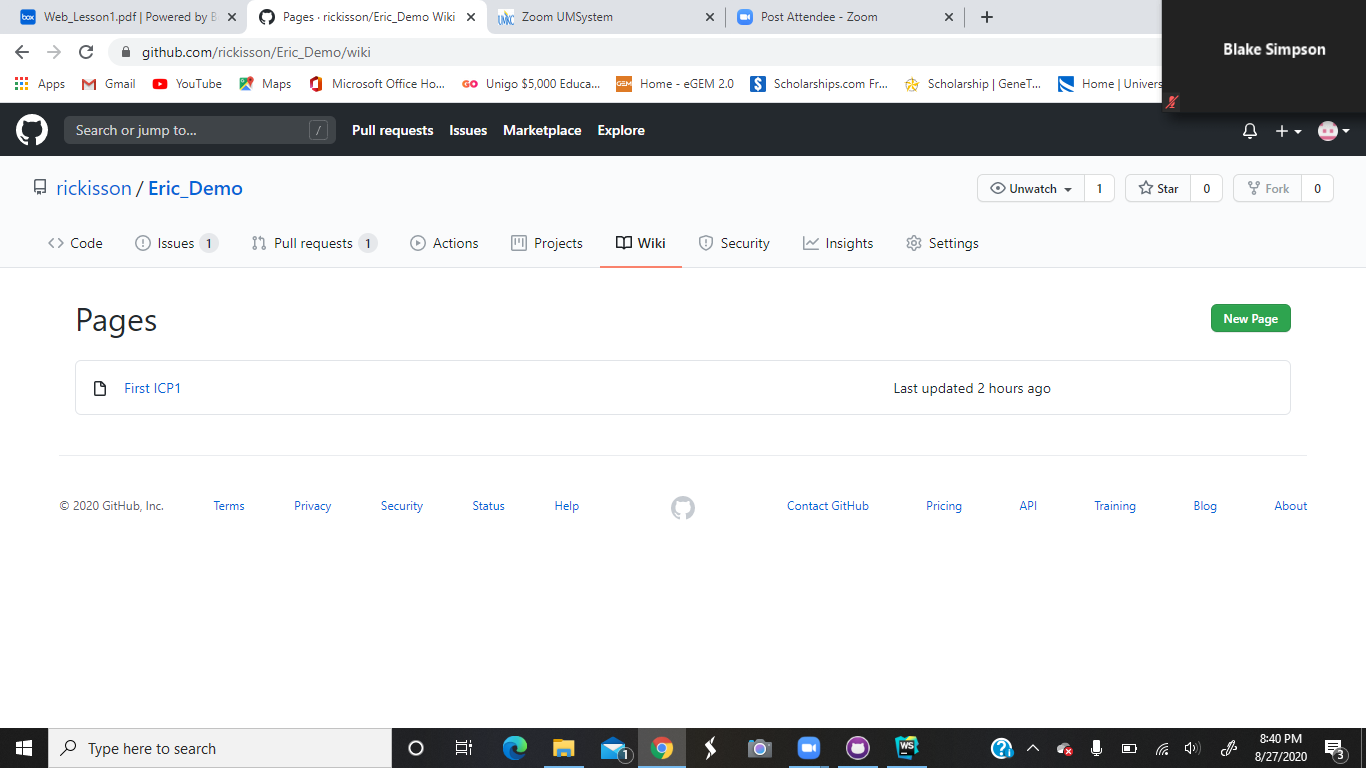 Web_Lesson1.pdf | Powered by B
Pages · rickisson/Eric_Demo Wiki
Zoom UMSystem
Post Attendee - Zoom
github.com/rickisson/Eric_Demo/wiki
Blake Simpson
Apps
Gmail
YouTube
Maps
Microsoft Office Ho...
Unigo $5,000 Educa...
Home - eGEM 2.0
Scholarships.com Fr...
Scholarship | GeneT...
Home | Univers
Search or jump to...
/
Pull requests
Issues
Marketplace
Explore
rickisson / Eric_Demo
Unwatch 1
Star 0
Fork 0
Code
Issues 1
Pull requests 1
Actions
Projects
Wiki
Security
Insights
Settings
Pages
New Page
First ICP1
Last updated 2 hours ago
© 2020 GitHub, Inc.
Terms
Privacy
Security
Status
Help
Contact GitHub
Pricing
API
Training
Blog
About
Type here to search
8:40 PM
8/27/2020